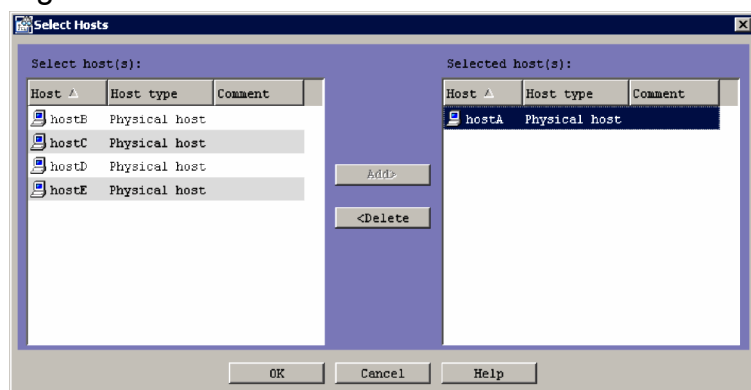 Select Hosts
Select host(s):
Selected host(s):
Host Host type Comment
Host Host type Comment
hostB Physical host
hostA Physical host
hostC Physical host
hostD Physical host
hostE Physical host
Add>
<Delete
OK Cancel Help